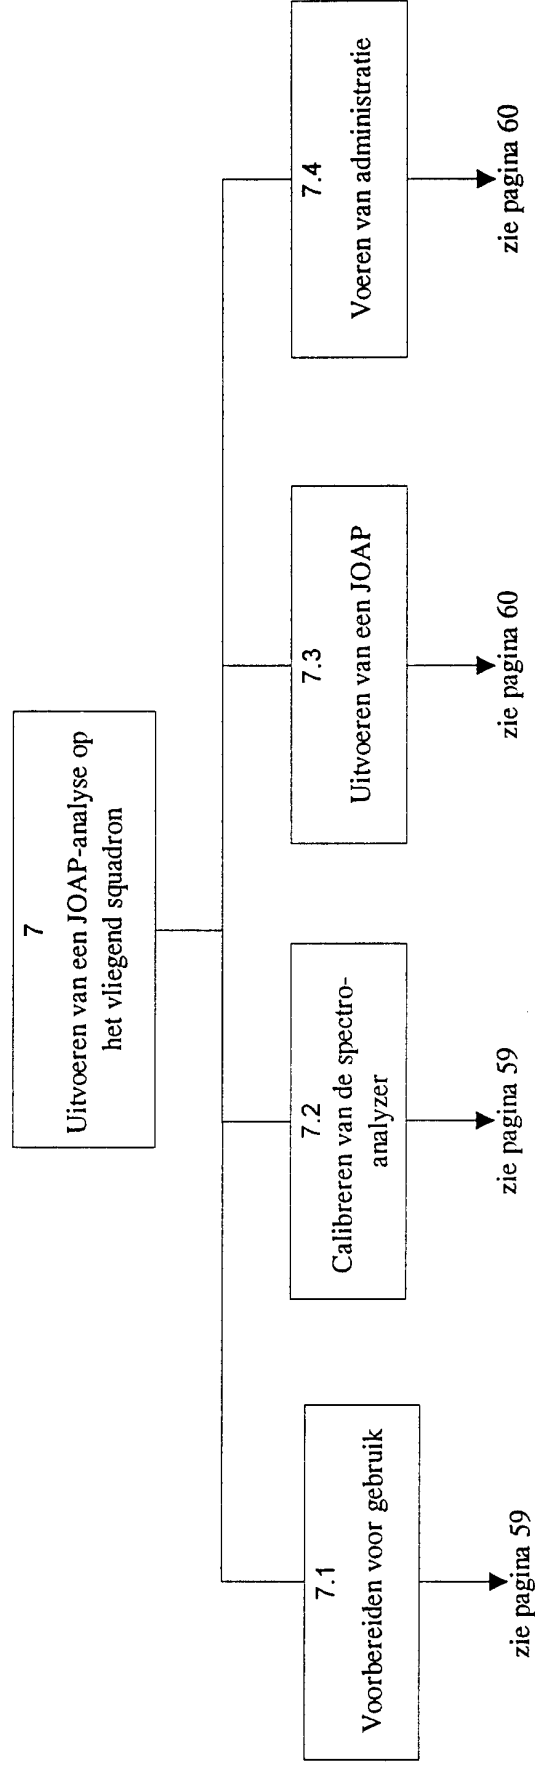 7
Uitvoeren van een JOAP-analyse op
het vliegend squadron
7.1
Voorbereiden voor gebruik
zie pagina 59
7.2
Calibreren van de spectro-
analyzer
zie pagina 59
7.3
Uitvoeren van een JOAP
zie pagina 60
7.4
Voeren van administratie
zie pagina 60